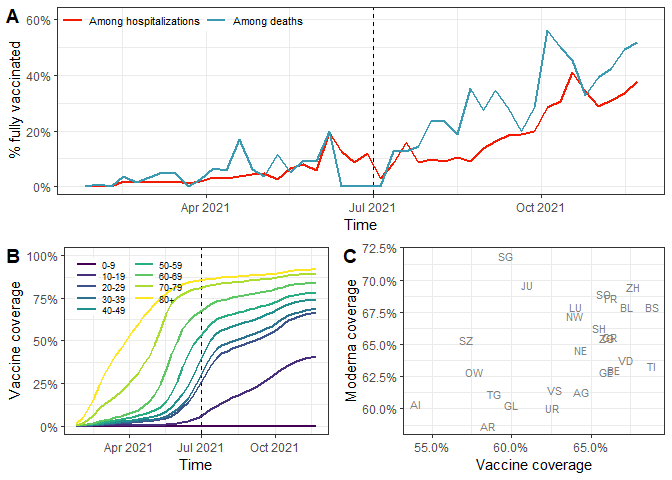 A
Among hospitalizations
Among deaths
60%
40%
20%
0%
% fully vaccinated
Apr 2021
Jul 2021
Oct 2021
Time
B
100%
75%
50%
25%
0%
Vaccine coverage
0-9
10-19
20-29
30-39
40-49
50-59
60-69
70-79
80+
Apr 2021
Jul 2021
Oct 2021
Time
C
72.5%
70.0%
67.5%
65.0%
62.5%
60.0%
Moderna coverage
SG
JU
ZH
SO
FR
LU
BL
BS
NW
SH
GR
SZ
NE
VD
TI
OW
GE
BE
VS
AG
TG
AI
GL
UR
AR
55.0%
60.0%
65.0%
Vaccine coverage